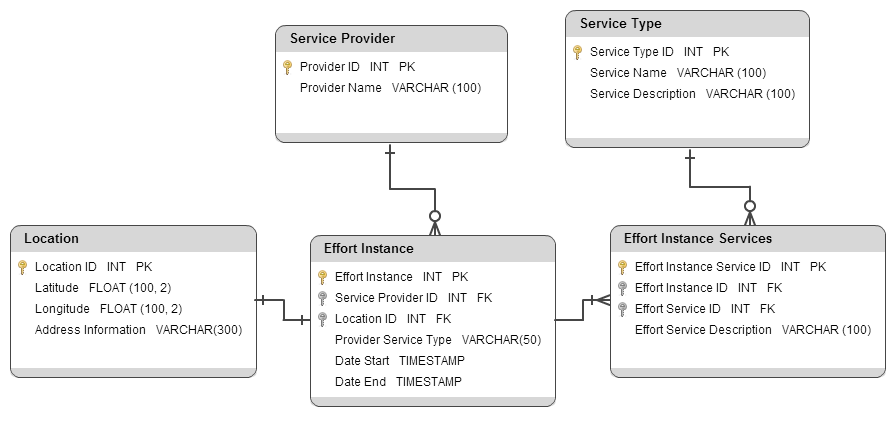 Service Provider
Provider ID INT PK
Provider Name VARCHAR (100)
Service Type
Service Type ID INT PK
Service Name VARCHAR (100)
Service Description VARCHAR (100)
Location
Location ID INT PK
Latitude FLOAT (100, 2)
Longitude FLOAT (100, 2)
Address Information VARCHAR(300)
Effort Instance
Effort Instance INT PK
Service Provider ID INT FK
Location ID INT FK
Provider Service Type VARCHAR(50)
Date Start TIMESTAMP
Date End TIMESTAMP
Effort Instance Services
Effort Instance Service ID INT PK
Effort Instance ID INT FK
Effort Service ID INT FK
Effort Service Description VARCHAR (100)